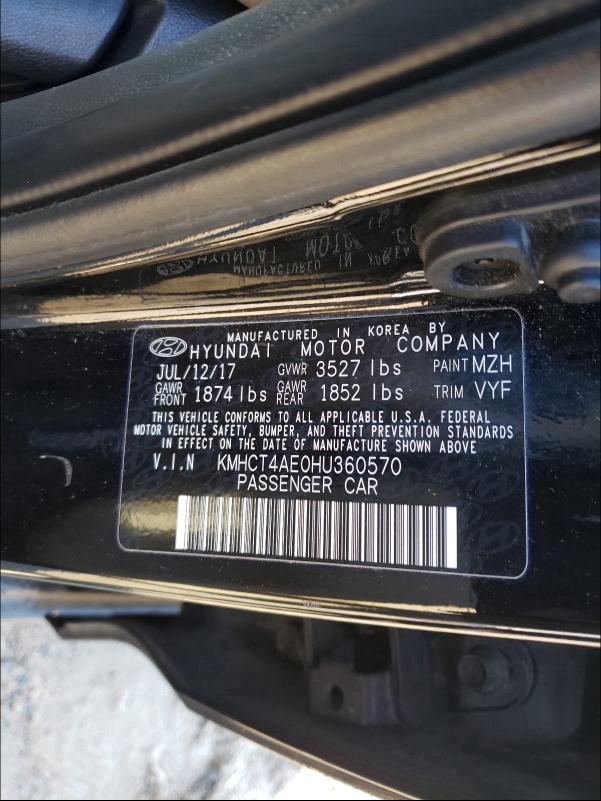 MANUFACTURED IN KOREA BY
HYUNDAI MOTOR COMPANY
JUL/12/17 GVWR 3527 lbs PAINT MZH
GAWR FRONT 1874 lbs GAWR REAR 1852 lbs TRIM VYF
THIS VEHICLE CONFORMS TO ALL APPLICABLE U.S.A. FEDERAL
MOTOR VEHICLE SAFETY, BUMPER, AND THEFT PREVENTION STANDARDS
IN EFFECT ON THE DATE OF MANUFACTURE SHOWN ABOVE.
V.I.N KMHCT4AE0HU360570
PASSENGER CAR